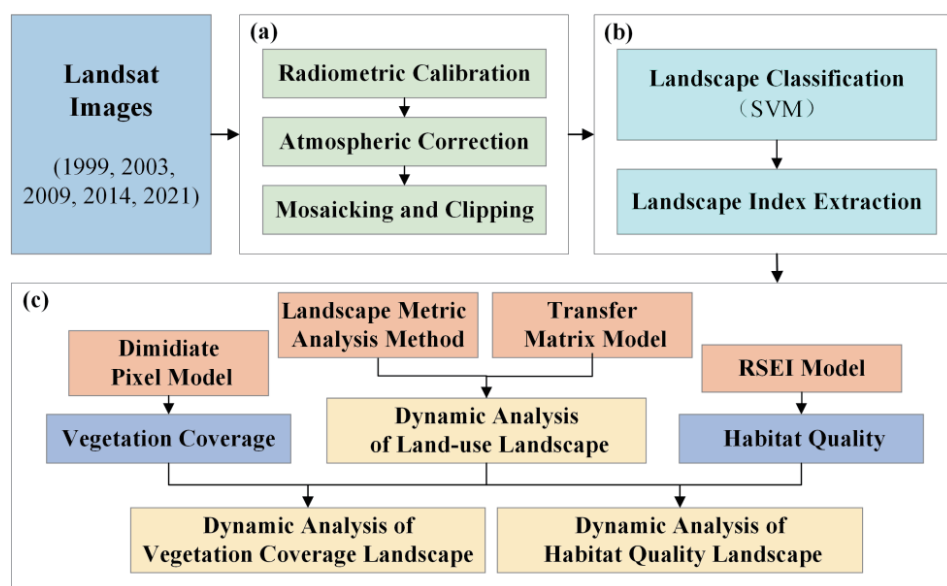 Landsat
Images
(1999, 2003,
2009, 2014, 2021)
(a)
Radiometric Calibration
Atmospheric Correction
Mosaicking and Clipping
(b)
Landscape Classification
（SVM）
Landscape Index Extraction
(c)
Dimidiate
Pixel Model
Landscape Metric
Analysis Method
Transfer
Matrix Model
RSEI Model
Vegetation Coverage
Dynamic Analysis
of Land-use Landscape
Habitat Quality
Dynamic Analysis of
Vegetation Coverage Landscape
Dynamic Analysis of
Habitat Quality Landscape